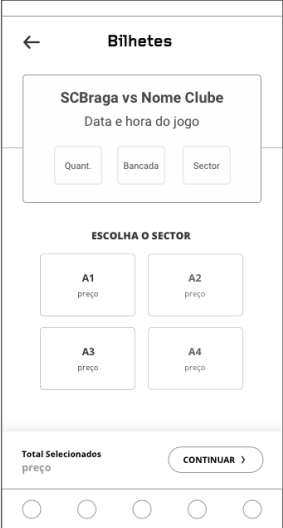 Bilhetes
SCBraga vs Nome Clube
Data e hora do jogo
Quant.
Bancada
Sector
ESCOLHA O SECTOR
A1
preço
A2
preço
A3
preço
A4
preço
Total Selecionados
preço
CONTINUAR